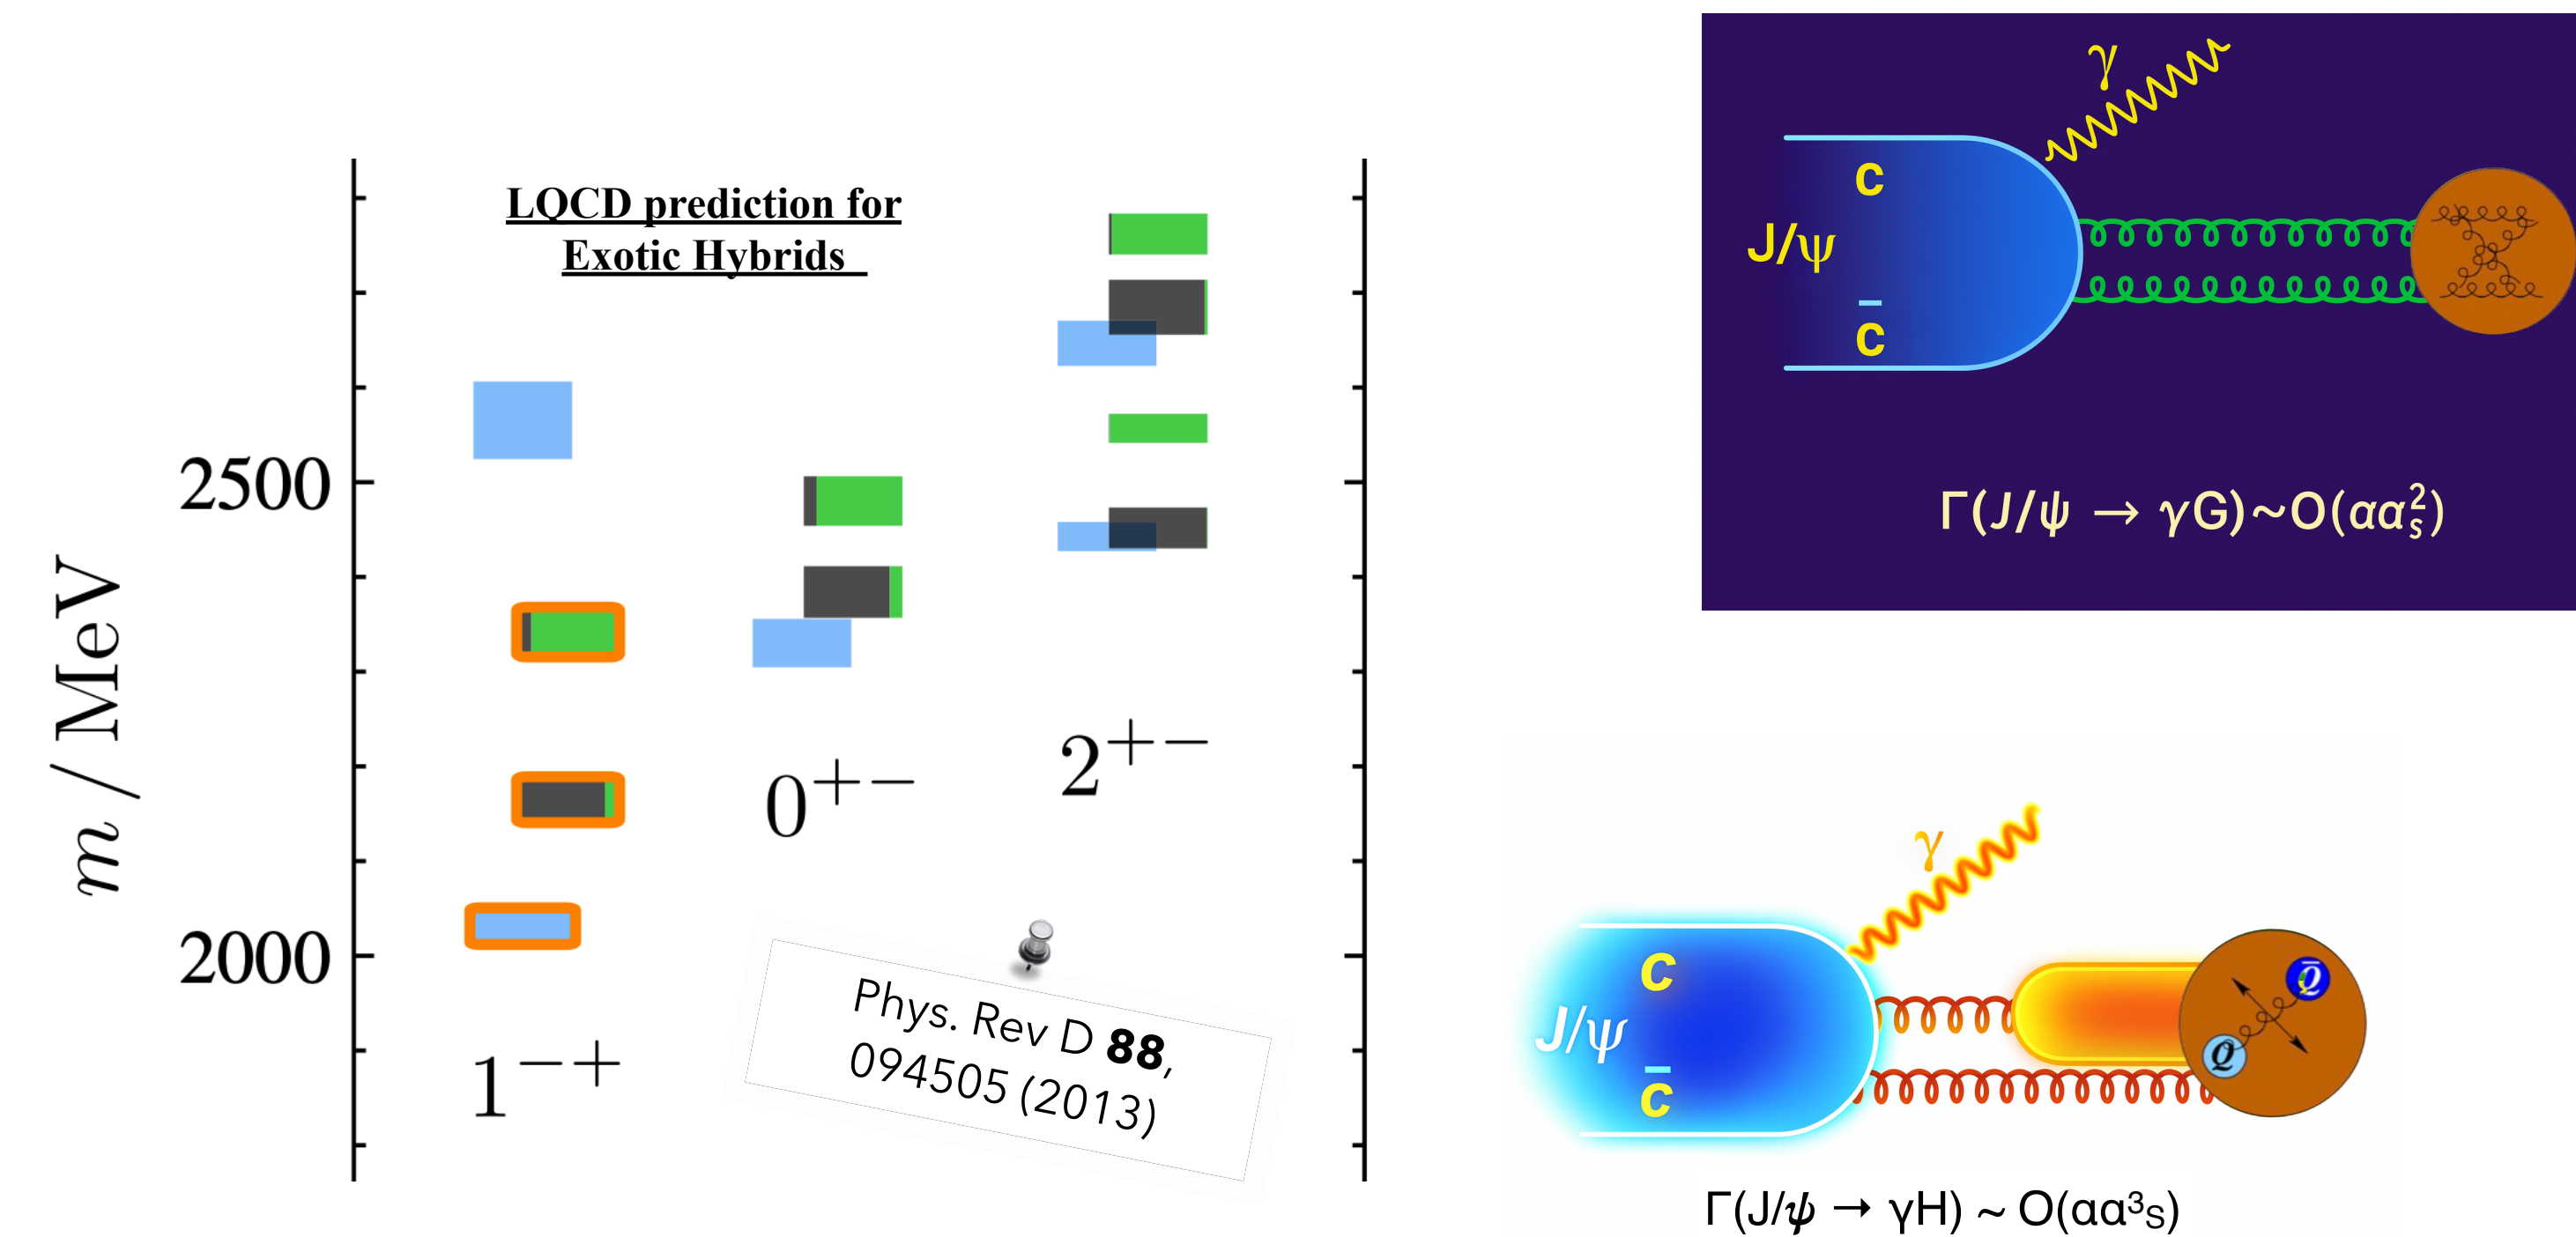 LQCD prediction for
Exotic Hybrids
m / MeV
2500
2000
1⁻⁺
0⁺⁻
2⁺⁻
Phys. Rev D 88,
094505 (2013)
γ
c
J/ψ
c̄
Γ(J/ψ → γG)~O(αα²ₛ)
γ
c
J/ψ
c̄
Q̄
Q
Γ(J/ψ → γH) ~ O(αα³ₛ)